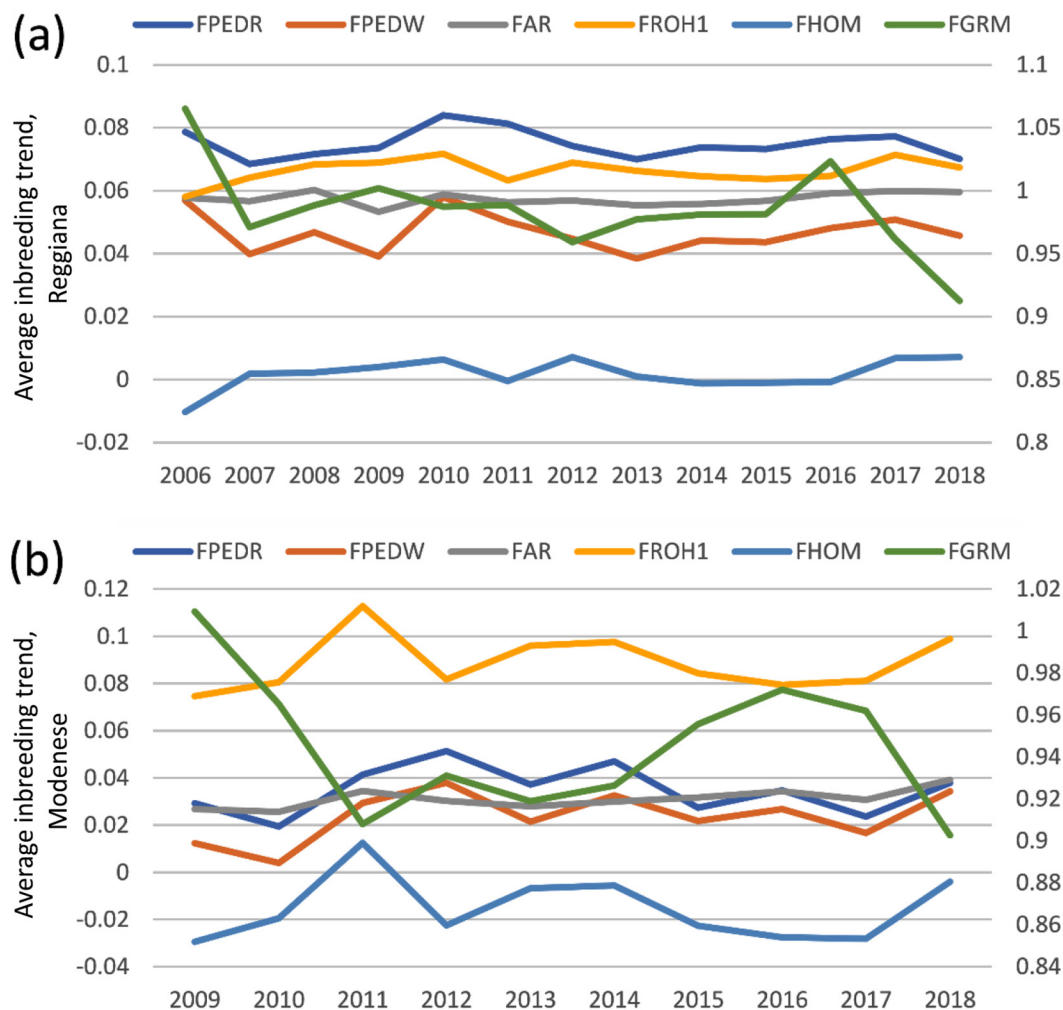 (a)
FPEDR FPEDW FAR FROH1 FHOM FGRM
Average inbreeding trend,
Reggiana
0.1 1.1
0.08 1.05
0.06 1
0.04 0.95
0.02 0.9
0 0.85
-0.02 0.8
2006 2007 2008 2009 2010 2011 2012 2013 2014 2015 2016 2017 2018
(b)
FPEDR FPEDW FAR FROH1 FHOM FGRM
Average inbreeding trend,
Modenese
0.12 1.02
0.1 1
0.08 0.98
0.06 0.96
0.04 0.94
0.02 0.92
0 0.9
-0.02 0.88
-0.04 0.86
0.84
2009 2010 2011 2012 2013 2014 2015 2016 2017 2018